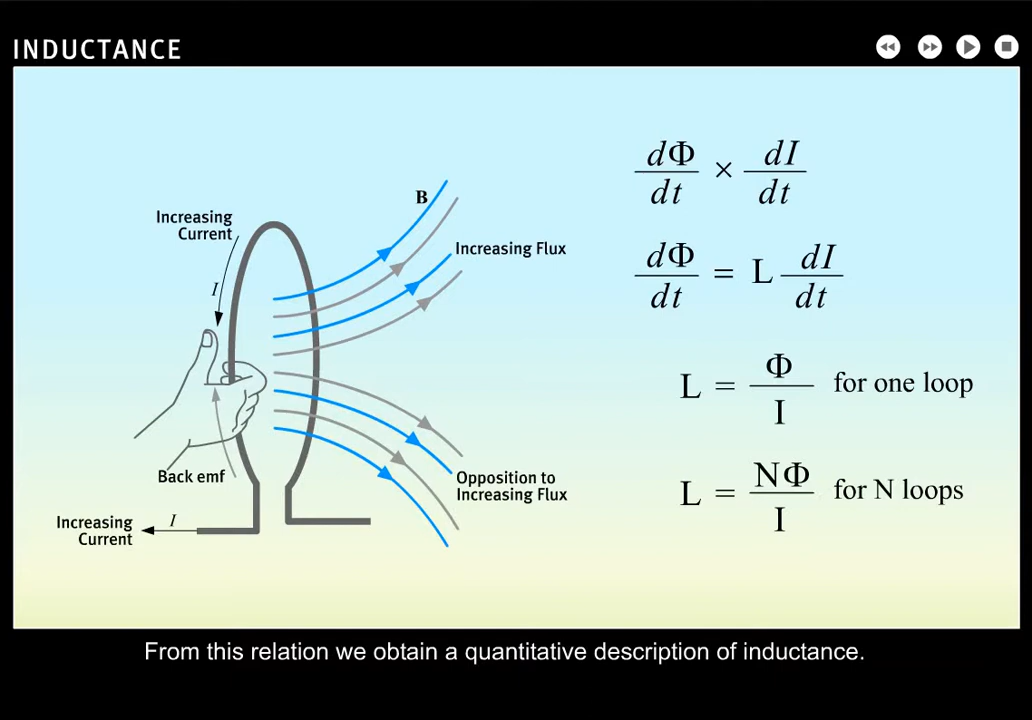 INDUCTANCE
Increasing
Current
I
B
Increasing Flux
Back emf
Opposition to
Increasing Flux
Increasing
Current
I
dΦ/dt × dI/dt
dΦ/dt = L dI/dt
L = Φ/I for one loop
L = NΦ/I for N loops
From this relation we obtain a quantitative description of inductance.